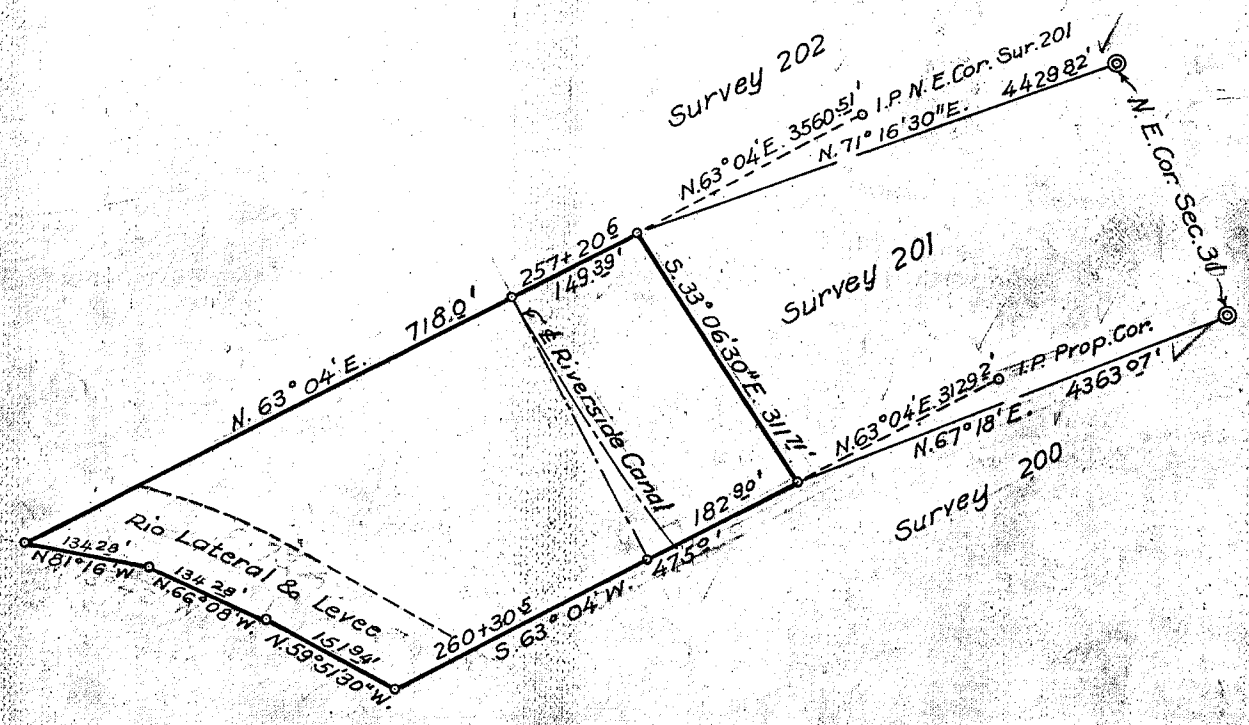 Survey 202
I.P. N.E. Cor. Sur. 201
N. 63° 04' E. 3560.51'
N. 71° 16' 30" E. 4429.82'
N. E. Cor. Sec. 31
257+20.6
149.39'
718.0'
N. 63° 04' E.
S. 33° 06' 30" E. 311.71'
Survey 201
℄ Riverside Canal
I.P. Prop. Cor.
N. 63° 04' E. 3129.2'
N. 67° 18' E. 4363.07'
182.90'
475.0'
Survey 200
Rio Lateral & Levee
134.28'
N 81° 16' W
134.28'
N. 66° 08' W.
151.94'
N. 59° 51' 30" W.
260+30.5
S. 63° 04' W.